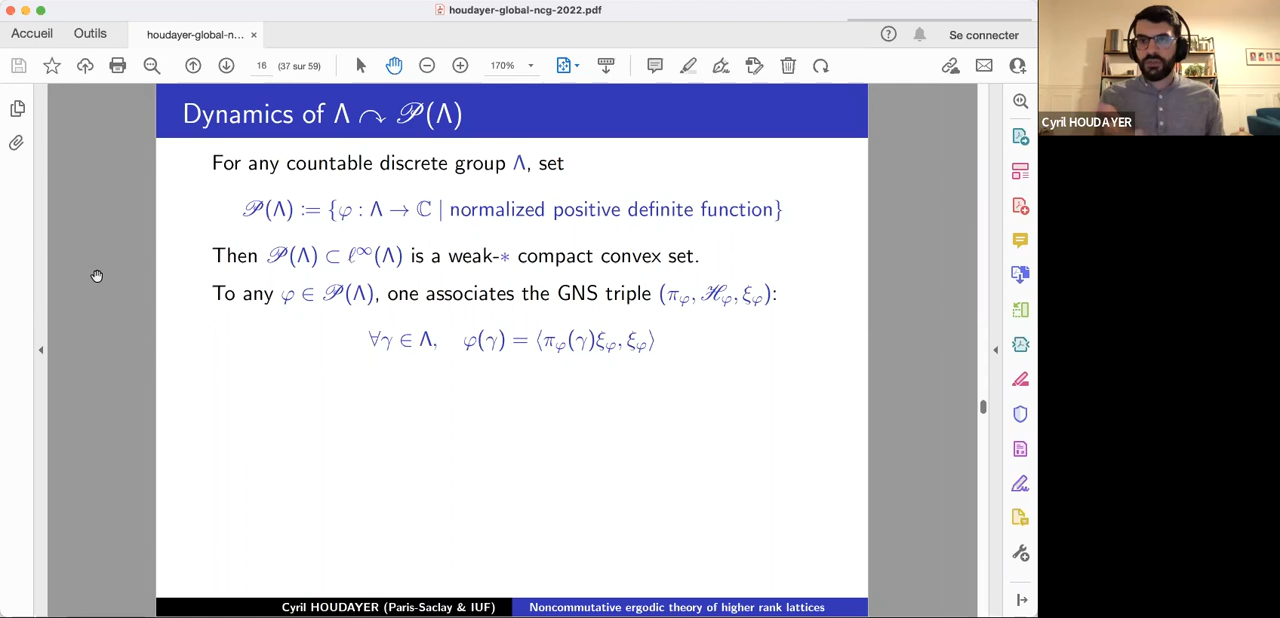 houdayer-global-ncg-2022.pdf
Accueil Outils houdayer-global-n... × Se connecter
16 (37 sur 59) 170%
Cyril HOUDAYER
Dynamics of Λ ↷ 𝒫(Λ)
For any countable discrete group Λ, set
𝒫(Λ) := {φ : Λ → ℂ | normalized positive definite function}
Then 𝒫(Λ) ⊂ ℓ^∞(Λ) is a weak-∗ compact convex set.
To any φ ∈ 𝒫(Λ), one associates the GNS triple (π_φ, ℋ_φ, ξ_φ):
∀γ ∈ Λ, φ(γ) = ⟨π_φ(γ)ξ_φ, ξ_φ⟩
Cyril HOUDAYER (Paris-Saclay & IUF) Noncommutative ergodic theory of higher rank lattices